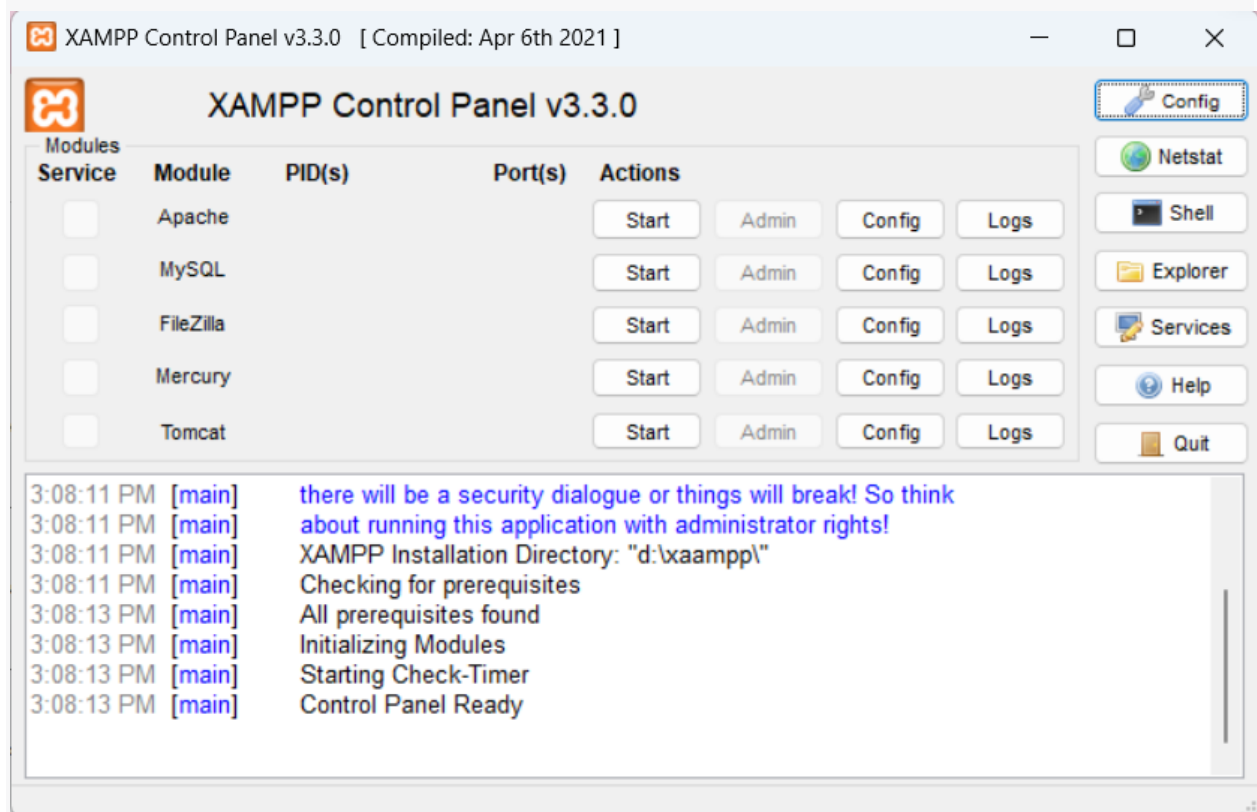 XAMPP Control Panel v3.3.0 [ Compiled: Apr 6th 2021 ]
XAMPP Control Panel v3.3.0
Config
Modules
Netstat
Service Module PID(s) Port(s) Actions
Apache Start Admin Config Logs
Shell
MySQL Start Admin Config Logs
Explorer
FileZilla Start Admin Config Logs
Services
Mercury Start Admin Config Logs
Help
Tomcat Start Admin Config Logs
Quit
3:08:11 PM [main] there will be a security dialogue or things will break! So think
3:08:11 PM [main] about running this application with administrator rights!
3:08:11 PM [main] XAMPP Installation Directory: "d:\xaampp\"
3:08:11 PM [main] Checking for prerequisites
3:08:13 PM [main] All prerequisites found
3:08:13 PM [main] Initializing Modules
3:08:13 PM [main] Starting Check-Timer
3:08:13 PM [main] Control Panel Ready